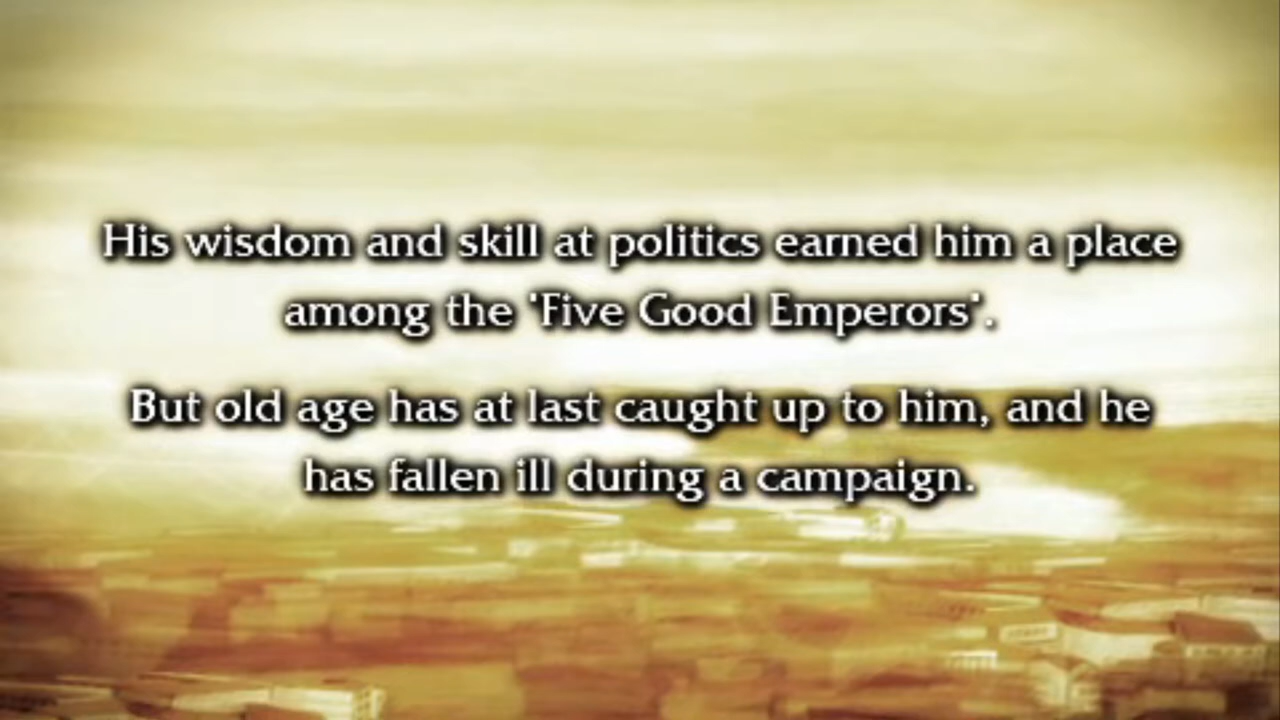 His wisdom and skill at politics earned him a place
among the 'Five Good Emperors'.
But old age has at last caught up to him, and he
has fallen ill during a campaign.